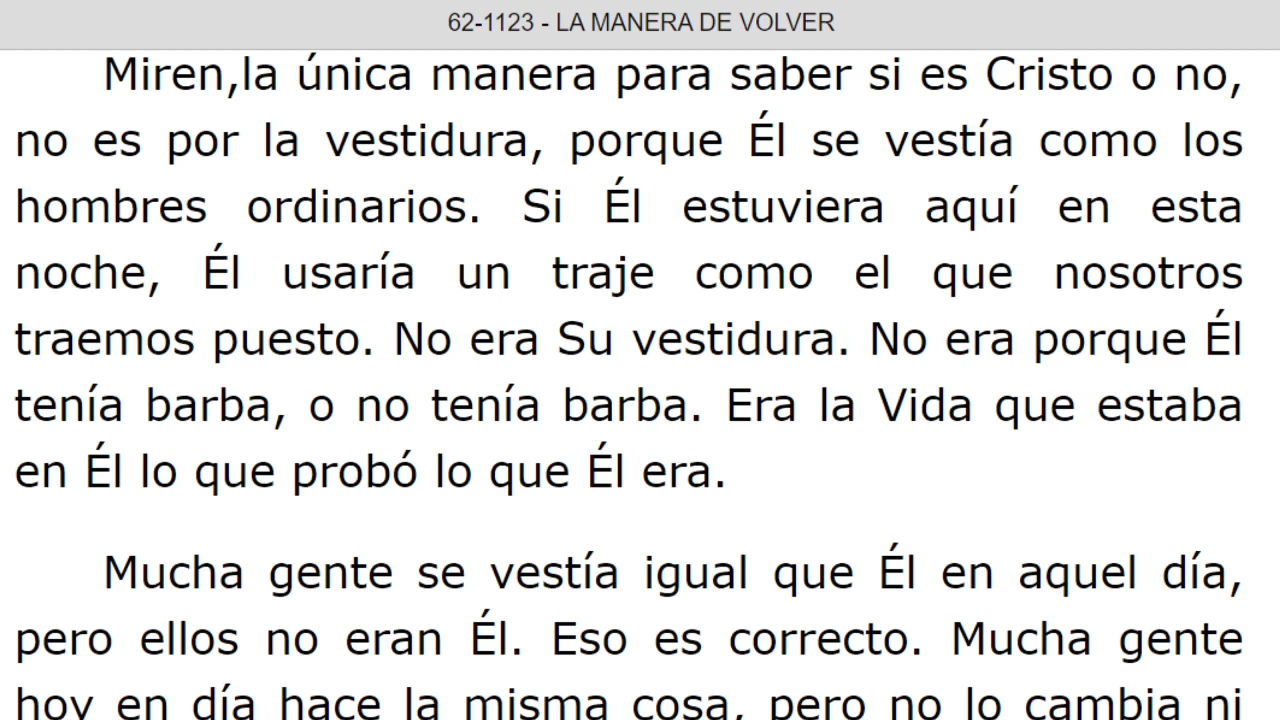 62-1123 - LA MANERA DE VOLVER
Miren,la única manera para saber si es Cristo o no,
no es por la vestidura, porque Él se vestía como los
hombres ordinarios. Si Él estuviera aquí en esta
noche, Él usaría un traje como el que nosotros
traemos puesto. No era Su vestidura. No era porque Él
tenía barba, o no tenía barba. Era la Vida que estaba
en Él lo que probó lo que Él era.
Mucha gente se vestía igual que Él en aquel día,
pero ellos no eran Él. Eso es correcto. Mucha gente
hoy en día hace la misma cosa, pero no lo cambia ni